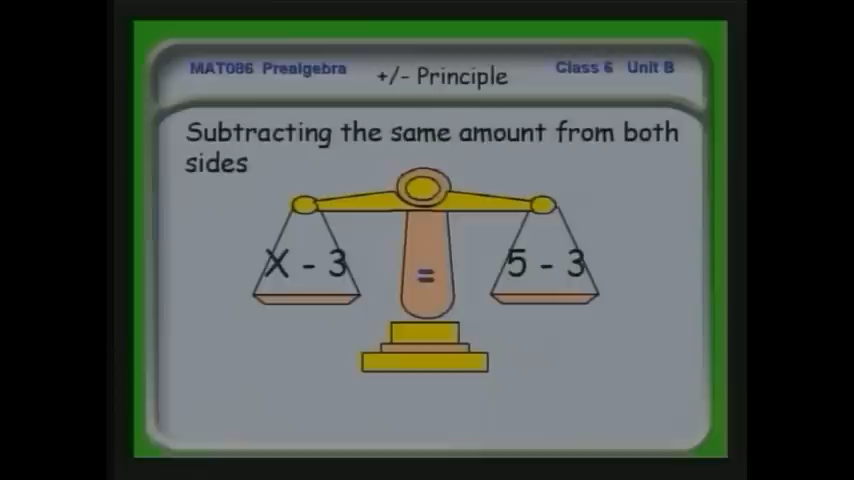 MAT086 Prealgebra
+/- Principle
Class 6 Unit B
Subtracting the same amount from both
sides
X - 3
=
5 - 3